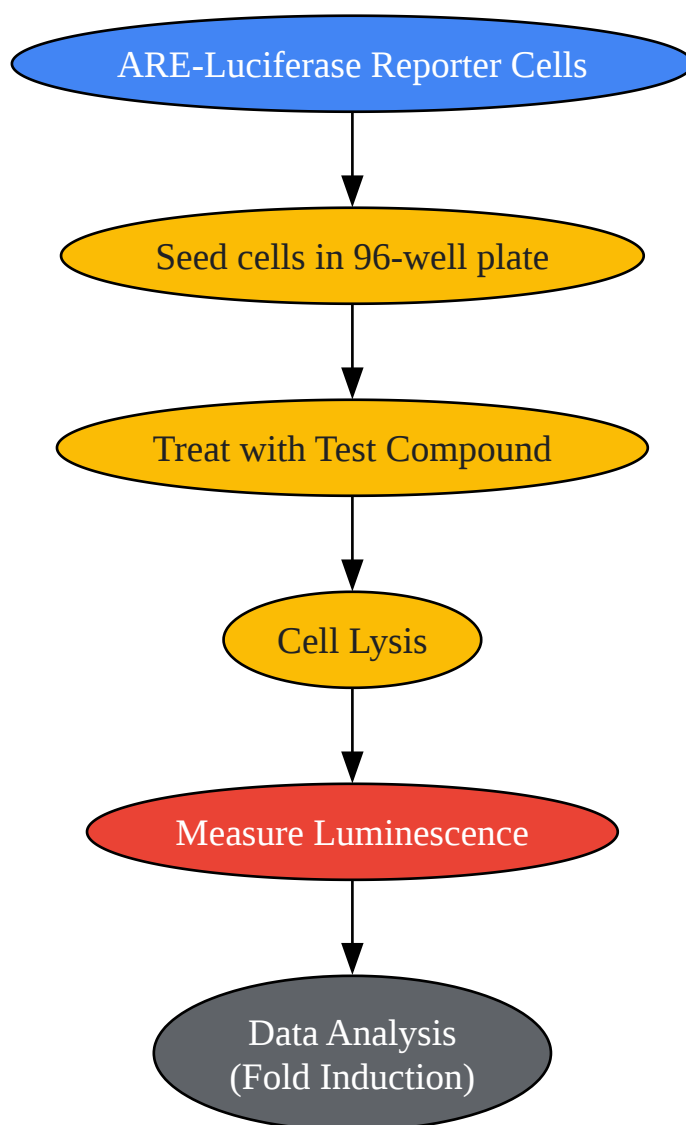 ARE-Luciferase Reporter Cells
Seed cells in 96-well plate
Treat with Test Compound
Cell Lysis
Measure Luminescence
Data Analysis
(Fold Induction)